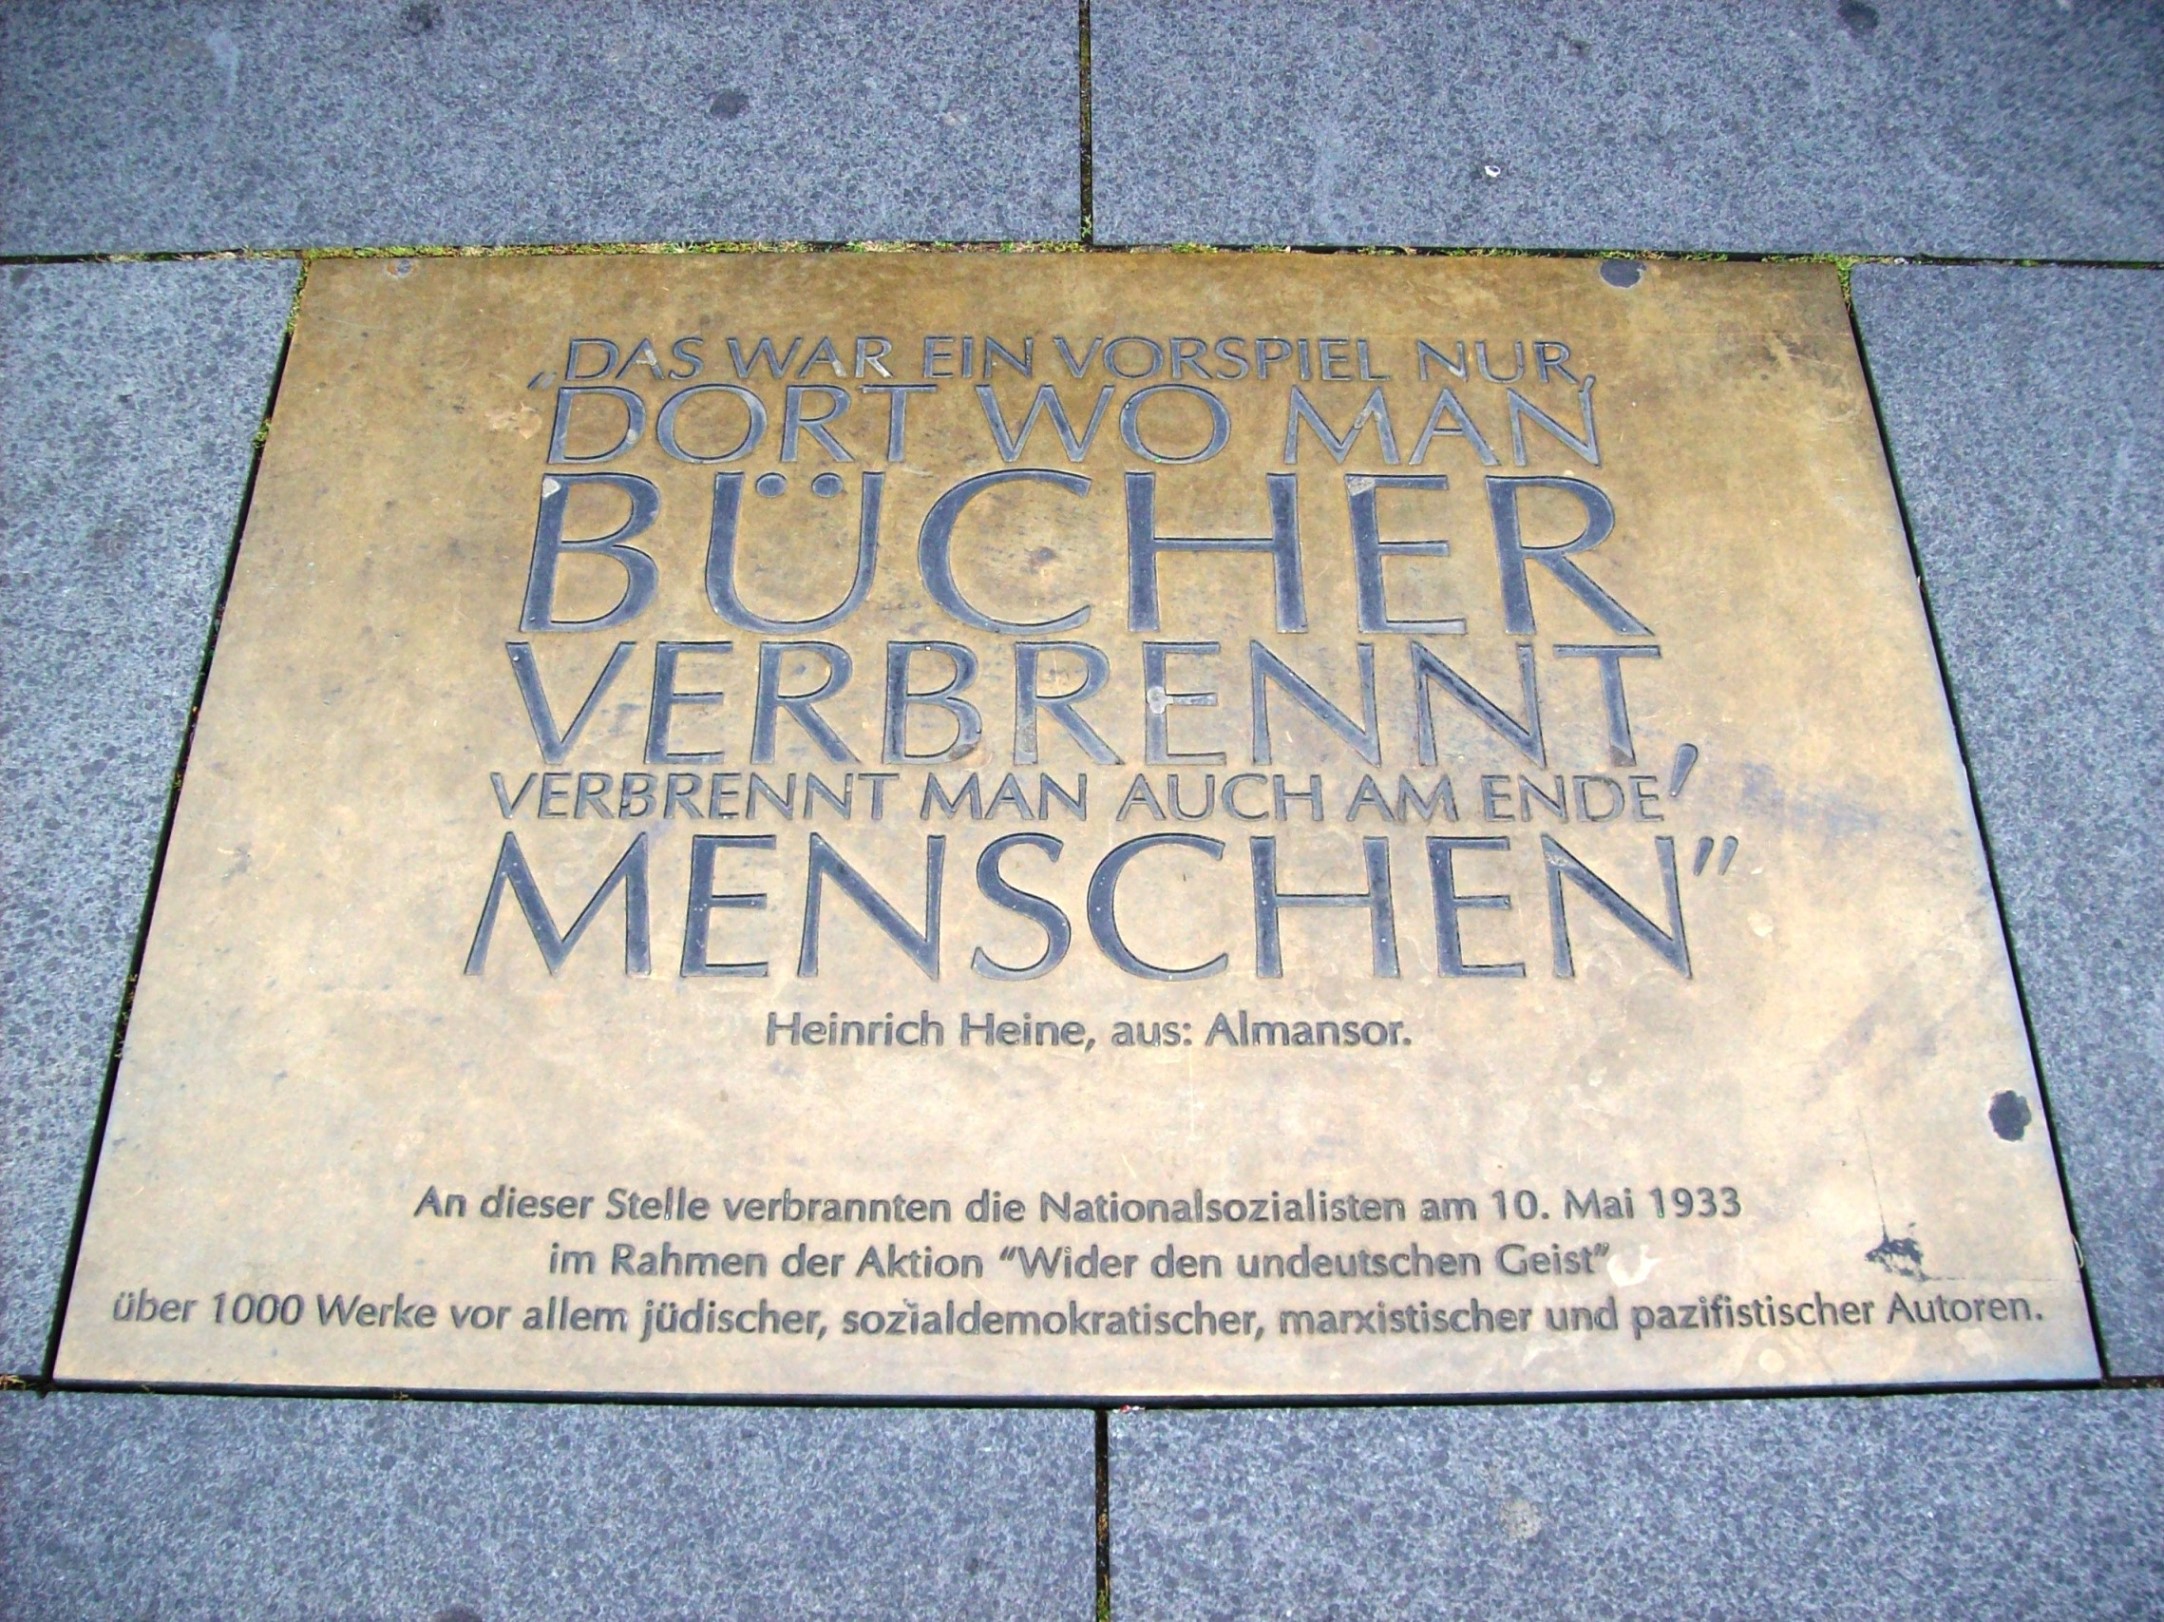 „DAS WAR EIN VORSPIEL NUR,
DORT WO MAN
BÜCHER
VERBRENNT,
VERBRENNT MAN AUCH AM ENDE
MENSCHEN”
Heinrich Heine, aus: Almansor.
An dieser Stelle verbrannten die Nationalsozialisten am 10. Mai 1933
im Rahmen der Aktion “Wider den undeutschen Geist”
über 1000 Werke vor allem jüdischer, sozialdemokratischer, marxistischer und pazifistischer Autoren.